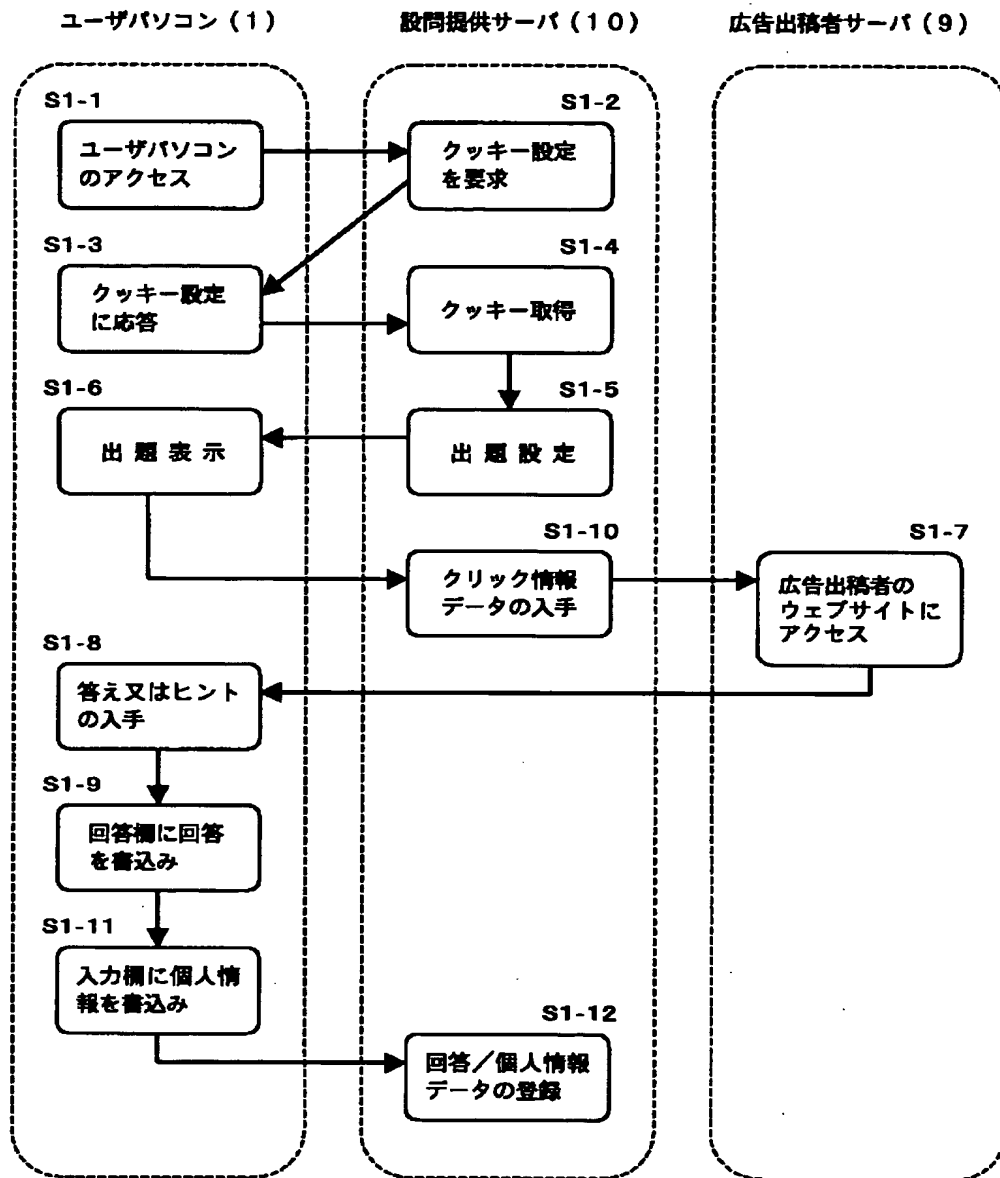 ユーザパソコン（１）
設問提供サーバ（１０）
広告出稿者サーバ（９）
S1-1
ユーザパソコン
のアクセス
S1-2
クッキー設定
を要求
S1-3
クッキー設定
に応答
S1-4
クッキー取得
S1-6
出 題 表 示
S1-5
出 題 設 定
S1-10
クリック情報
データの入手
S1-7
広告出稿者の
ウェブサイトに
アクセス
S1-8
答え又はヒント
の入手
S1-9
回答欄に回答
を書込み
S1-11
入力欄に個人情
報を書込み
S1-12
回答／個人情報
データの登録